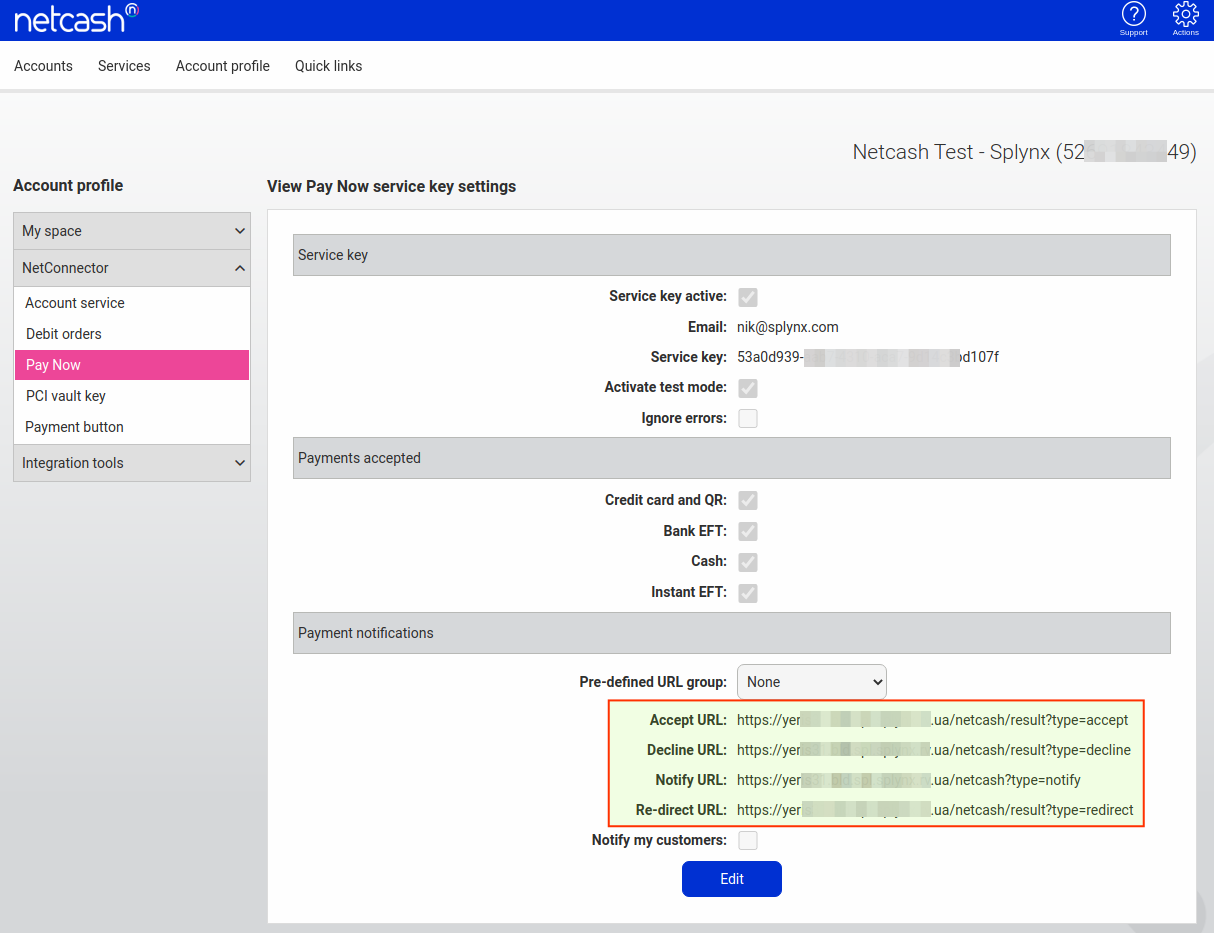 netcash
Support
Actions
Accounts Services Account profile Quick links
Netcash Test - Splynx (52 49)
Account profile
View Pay Now service key settings
My space
NetConnector
Account service
Debit orders
Pay Now
PCI vault key
Payment button
Integration tools
Service key
Service key active:
Email: nik@splynx.com
Service key: 53a0d939- d107f
Activate test mode:
Ignore errors:
Payments accepted
Credit card and QR:
Bank EFT:
Cash:
Instant EFT:
Payment notifications
Pre-defined URL group: None
Accept URL: https://yer .ua/netcash/result?type=accept
Decline URL: https://yer .ua/netcash/result?type=decline
Notify URL: https://yer .ua/netcash?type=notify
Re-direct URL: https://yer .ua/netcash/result?type=redirect
Notify my customers:
Edit